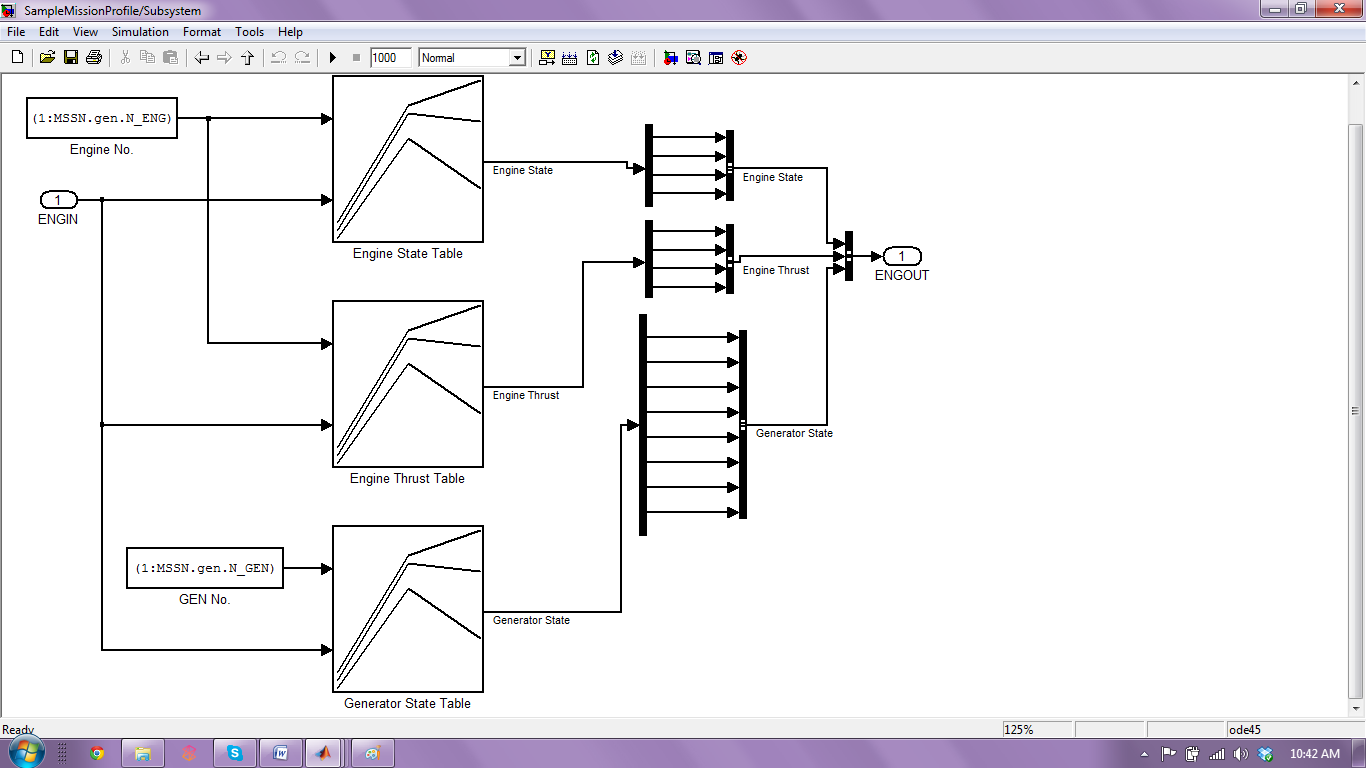 SampleMissionProfile/Subsystem
File Edit View Simulation Format Tools Help
1000 Normal
(1:MSSN.gen.N_ENG)
Engine No.
1
ENGIN
Engine State Table
Engine State
Engine State
Engine Thrust
1
ENGOUT
Engine Thrust Table
Engine Thrust
Generator State
(1:MSSN.gen.N_GEN)
GEN No.
Generator State Table
Generator State
Ready 125% ode45
10:42 AM